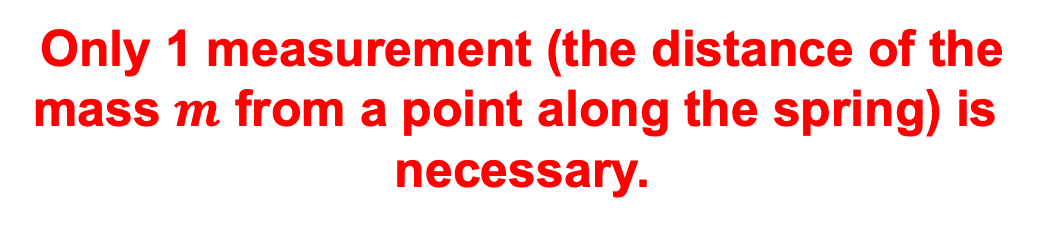 Only 1 measurement (the distance of the
mass m from a point along the spring) is
necessary.